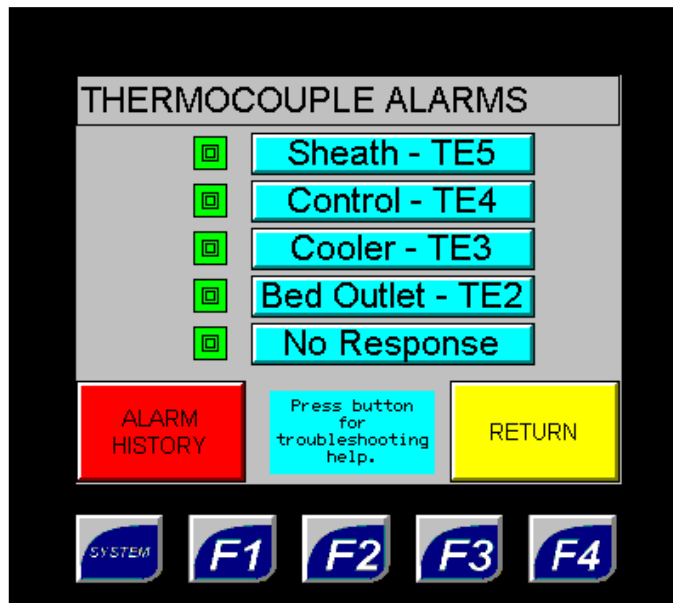 THERMOCOUPLE ALARMS
Sheath - TE5
Control - TE4
Cooler - TE3
Bed Outlet - TE2
No Response
ALARM
HISTORY
Press button
for
troubleshooting
help.
RETURN
SYSTEM
F1
F2
F3
F4